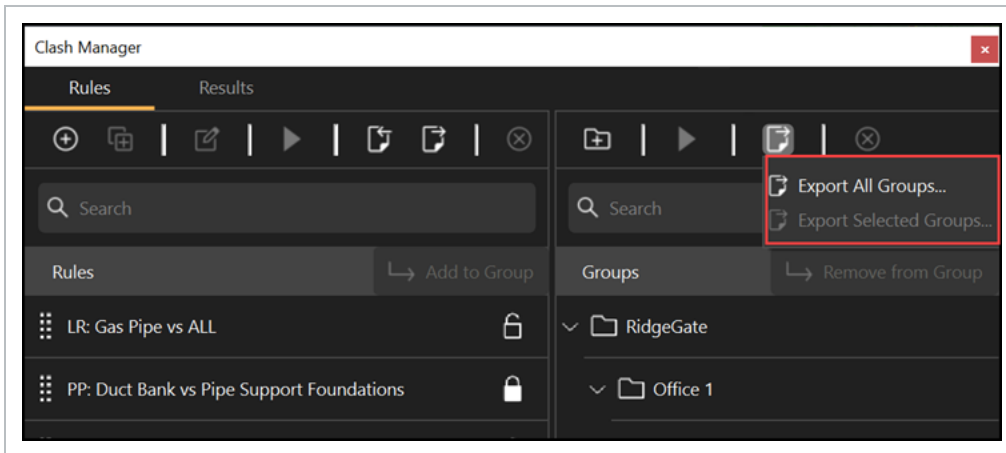 Clash Manager
Rules
Results
Search
Rules
Add to Group
LR: Gas Pipe vs ALL
PP: Duct Bank vs Pipe Support Foundations
Search
Export All Groups...
Export Selected Groups...
Groups
Remove from Group
RidgeGate
Office 1